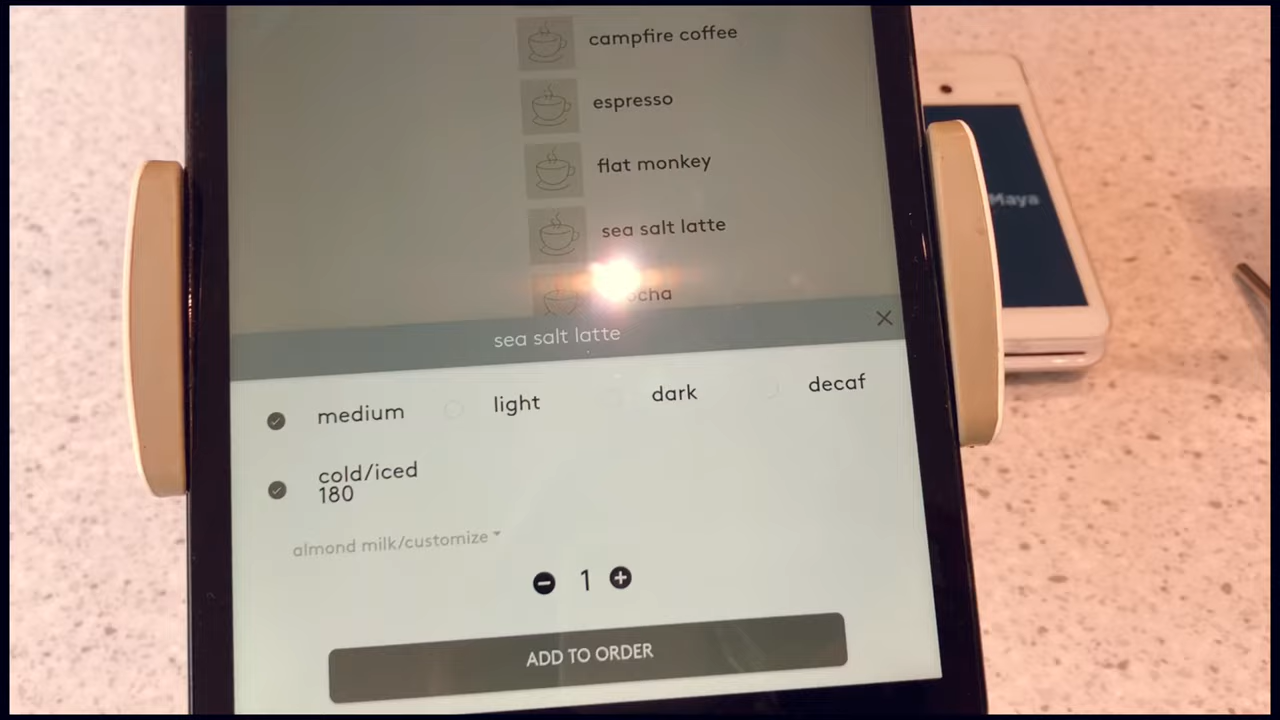 campfire coffee
espresso
flat monkey
sea salt latte
sea salt latte
medium light dark decaf
cold/iced
180
almond milk/customize
1
ADD TO ORDER
Maya